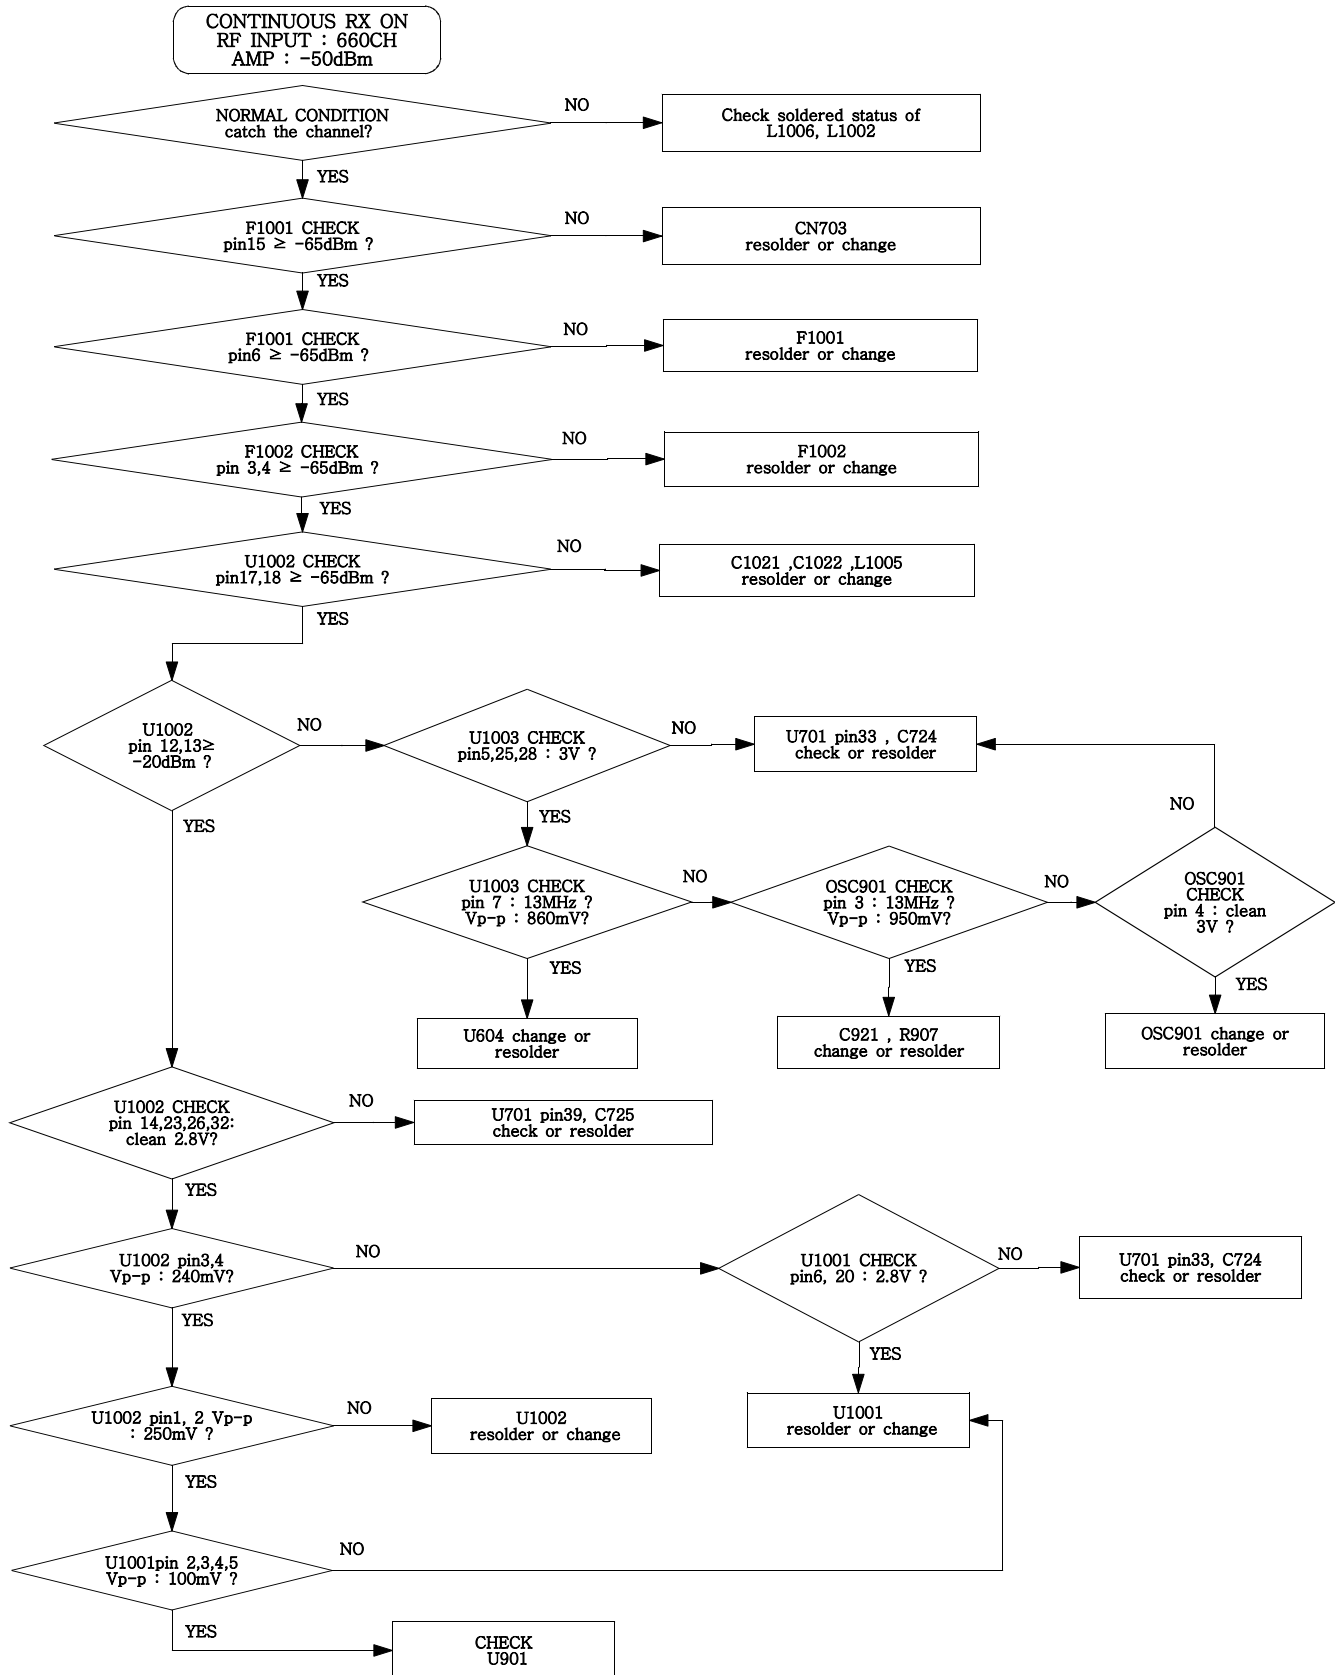 CONTINUOUS RX ON
RF INPUT : 660CH
AMP : -50dBm
NORMAL CONDITION
catch the channel?
NO
Check soldered status of
L1006, L1002
YES
F1001 CHECK
pin15 ≥ -65dBm ?
NO
CN703
resolder or change
YES
F1001 CHECK
pin6 ≥ -65dBm ?
NO
F1001
resolder or change
YES
F1002 CHECK
pin 3,4 ≥ -65dBm ?
NO
F1002
resolder or change
YES
U1002 CHECK
pin17,18 ≥ -65dBm ?
NO
C1021 ,C1022 ,L1005
resolder or change
YES
U1002
pin 12,13≥
-20dBm ?
NO
U1003 CHECK
pin5,25,28 : 3V ?
NO
U701 pin33 , C724
check or resolder
NO
YES
YES
U1003 CHECK
pin 7 : 13MHz ?
Vp-p : 860mV?
NO
OSC901 CHECK
pin 3 : 13MHz ?
Vp-p : 950mV?
NO
OSC901
CHECK
pin 4 : clean
3V ?
YES
YES
YES
U604 change or
resolder
C921 , R907
change or resolder
OSC901 change or
resolder
U1002 CHECK
pin 14,23,26,32:
clean 2.8V?
NO
U701 pin39, C725
check or resolder
YES
U1002 pin3,4
Vp-p : 240mV?
NO
U1001 CHECK
pin6, 20 : 2.8V ?
NO
U701 pin33, C724
check or resolder
YES
YES
U1002 pin1, 2 Vp-p
: 250mV ?
NO
U1002
resolder or change
U1001
resolder or change
YES
U1001pin 2,3,4,5
Vp-p : 100mV ?
NO
YES
CHECK
U901